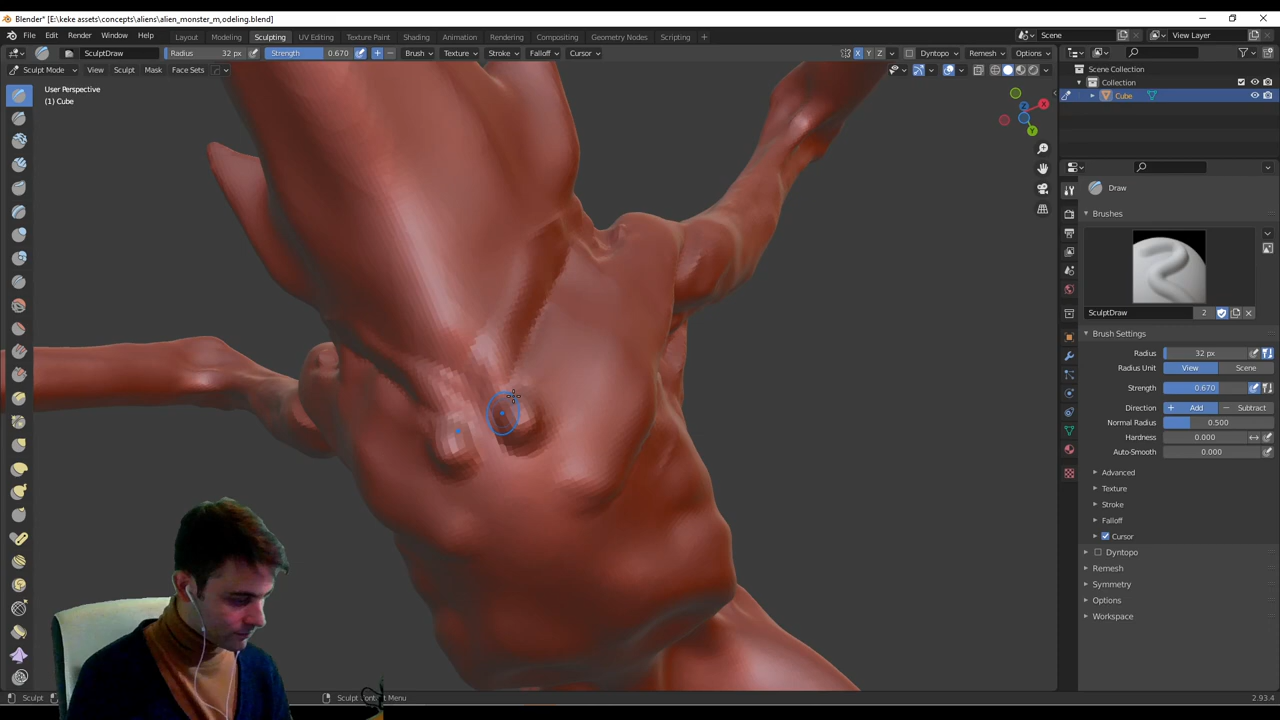 Blender* [E:\keke assets\concepts\aliens\alien_monster_m,odeling.blend]
File Edit Render Window Help Layout Modeling Sculpting UV Editing Texture Paint Shading Animation Rendering Compositing Geometry Nodes Scripting + Scene View Layer
SculptDraw Radius 32 px Strength 0.670 + − Brush Texture Stroke Falloff Cursor X Y Z Dyntopo Remesh Options
Sculpt Mode View Sculpt Mask Face Sets
User Perspective
(1) Cube
Scene Collection
Collection
Cube
X
Y
Z
Draw
Brushes
SculptDraw 2
Brush Settings
Radius 32 px
Radius Unit View Scene
Strength 0.670
Direction + Add − Subtract
Normal Radius 0.500
Hardness 0.000
Auto-Smooth 0.000
Advanced
Texture
Stroke
Falloff
Cursor
Dyntopo
Remesh
Symmetry
Options
Workspace
Sculpt Sculpt Context Menu 2.93.4